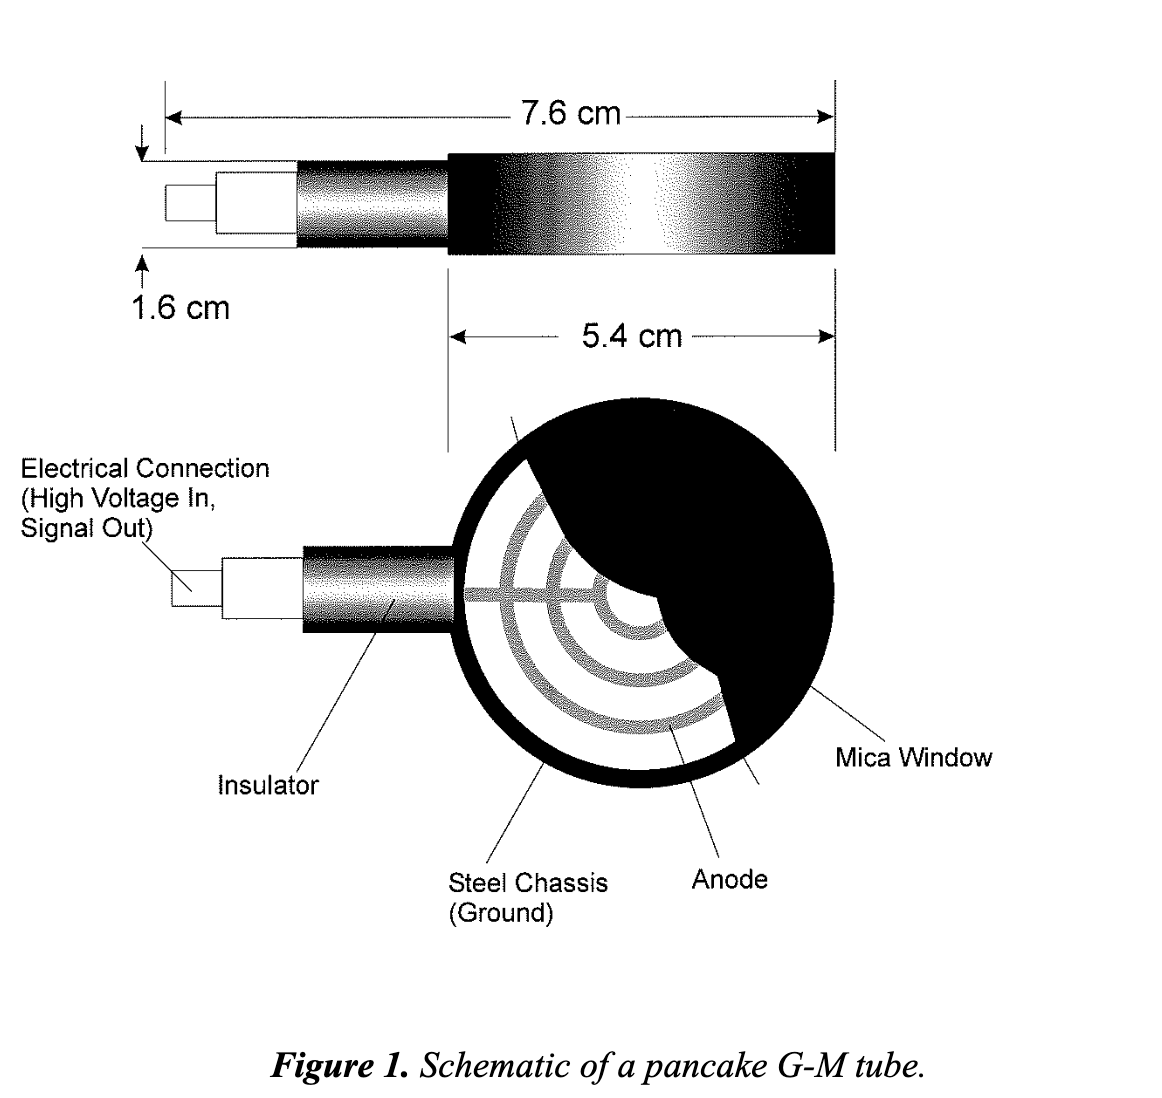 7.6 cm
1.6 cm
5.4 cm
Electrical Connection
(High Voltage In,
Signal Out)
Insulator
Mica Window
Steel Chassis
(Ground)
Anode
Figure 1. Schematic of a pancake G-M tube.